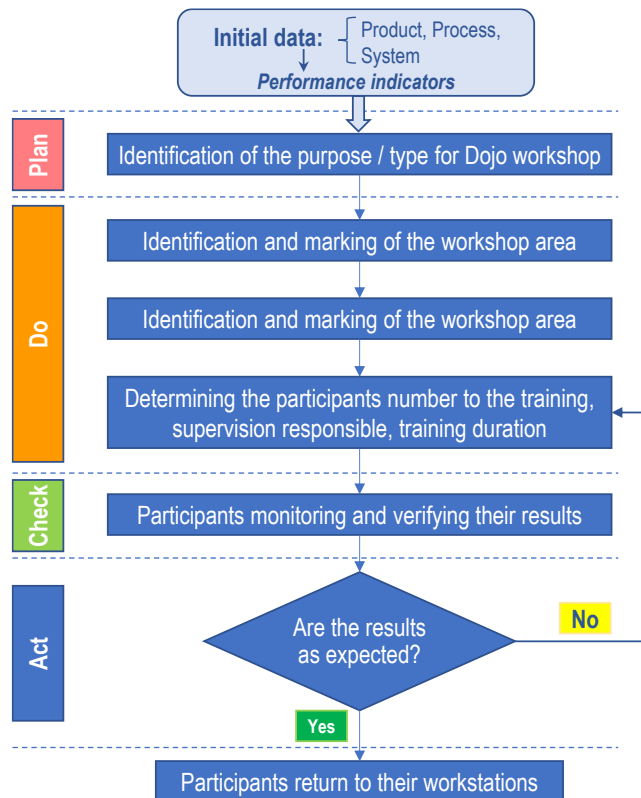 Initial data:
Product, Process,
System
Performance indicators
Plan
Identification of the purpose / type for Dojo workshop
Do
Identification and marking of the workshop area
Identification and marking of the workshop area
Determining the participants number to the training,
supervision responsible, training duration
Check
Participants monitoring and verifying their results
Act
Are the results
as expected?
No
Yes
Participants return to their workstations